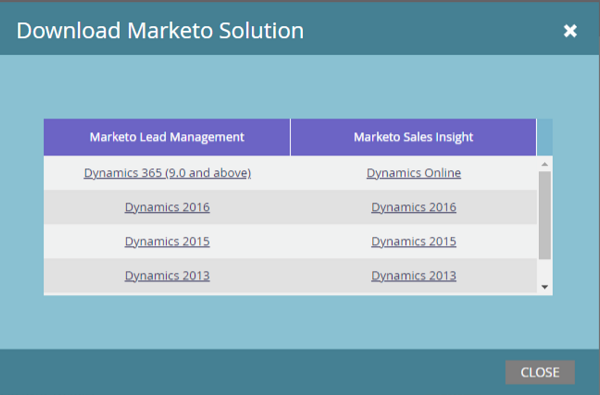 Download Marketo Solution
Marketo Lead Management Marketo Sales Insight
Dynamics 365 (9.0 and above) Dynamics Online
Dynamics 2016 Dynamics 2016
Dynamics 2015 Dynamics 2015
Dynamics 2013 Dynamics 2013
CLOSE